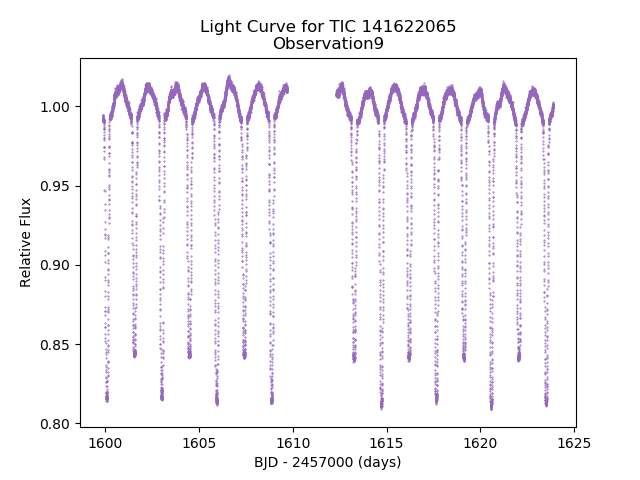 Light Curve for TIC 141622065
Observation9
Relative Flux
1.00
0.95
0.90
0.85
0.80
1600
1605
1610
1615
1620
1625
BJD - 2457000 (days)